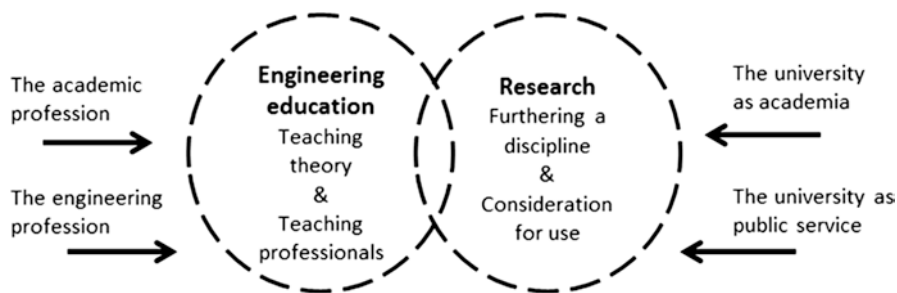 The academic
profession
The engineering
profession
Engineering
education
Teaching
theory
&
Teaching
professionals
Research
Furthering a
discipline
&
Consideration
for use
The university
as academia
The university as
public service